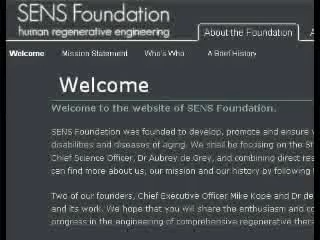 SENS Foundation
human regenerative engineering
About the Foundation
Welcome Mission Statement Who's Who A Brief History
Welcome
Welcome to the website of SENS Foundation.
SENS Foundation was founded to develop, promote and ensure
disabilities and diseases of aging. We shall be focusing on the
Chief Science Officer, Dr Aubrey de Grey, and combining direct
can find more about us, our mission and our history by following
Two of our founders, Chief Executive Officer Mike Kope and Dr de
and its work. We hope that you will share the enthusiasm and
progress in the engineering of comprehensive regenerative